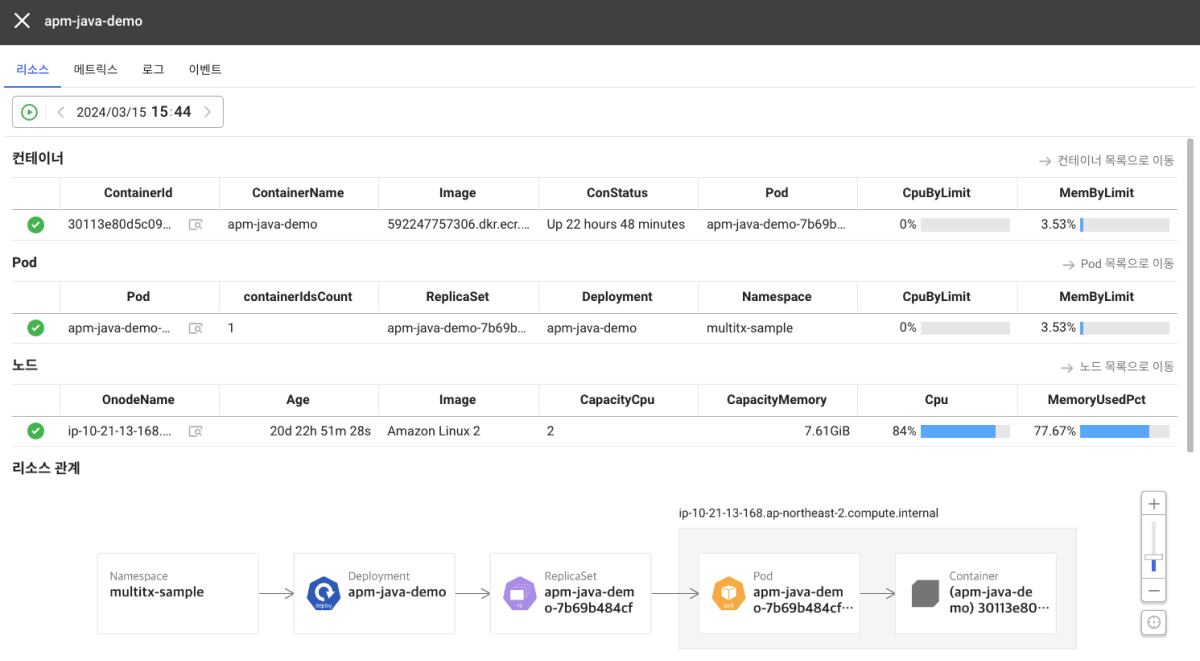 apm-java-demo
리소스 메트릭스 로그 이벤트
2024/03/15 15:44
컨테이너 → 컨테이너 목록으로 이동
ContainerId ContainerName Image ConStatus Pod CpuByLimit MemByLimit
30113e80d5c09... apm-java-demo 592247757306.dkr.ecr.... Up 22 hours 48 minutes apm-java-demo-7b69b... 0% 3.53%
Pod → Pod 목록으로 이동
Pod containerIdsCount ReplicaSet Deployment Namespace CpuByLimit MemByLimit
apm-java-demo-... 1 apm-java-demo-7b69b... apm-java-demo multitx-sample 0% 3.53%
노드 → 노드 목록으로 이동
OnodeName Age Image CapacityCpu CapacityMemory Cpu MemoryUsedPct
ip-10-21-13-168.... 20d 22h 51m 28s Amazon Linux 2 2 7.61GiB 84% 77.67%
리소스 관계
ip-10-21-13-168.ap-northeast-2.compute.internal
Namespace
multitx-sample
deploy
Deployment
apm-java-demo
rs
ReplicaSet
apm-java-dem
o-7b69b484cf
pod
Pod
apm-java-dem
o-7b69b484cf···
Container
(apm-java-de
mo) 30113e80···